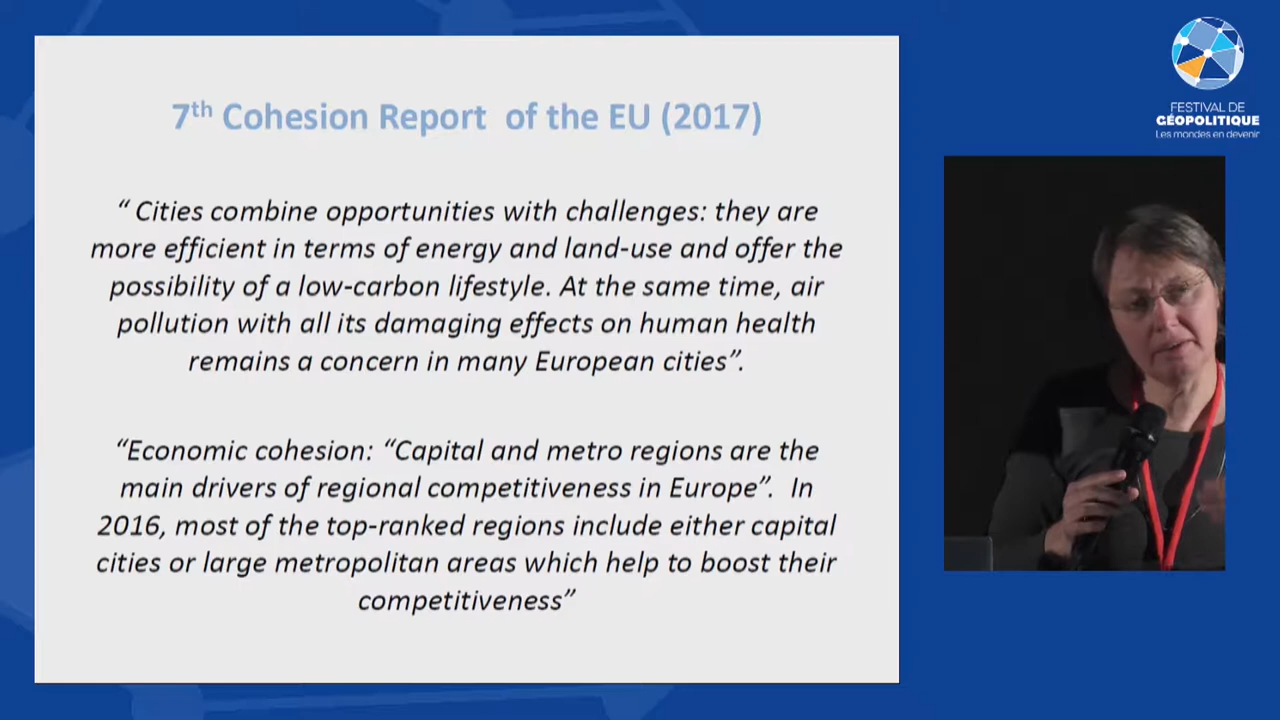 7th Cohesion Report of the EU (2017)
“ Cities combine opportunities with challenges: they are
more efficient in terms of energy and land-use and offer the
possibility of a low-carbon lifestyle. At the same time, air
pollution with all its damaging effects on human health
remains a concern in many European cities”.
“Economic cohesion: “Capital and metro regions are the
main drivers of regional competitiveness in Europe”. In
2016, most of the top-ranked regions include either capital
cities or large metropolitan areas which help to boost their
competitiveness”
FESTIVAL DE
GÉOPOLITIQUE
Les mondes en devenir